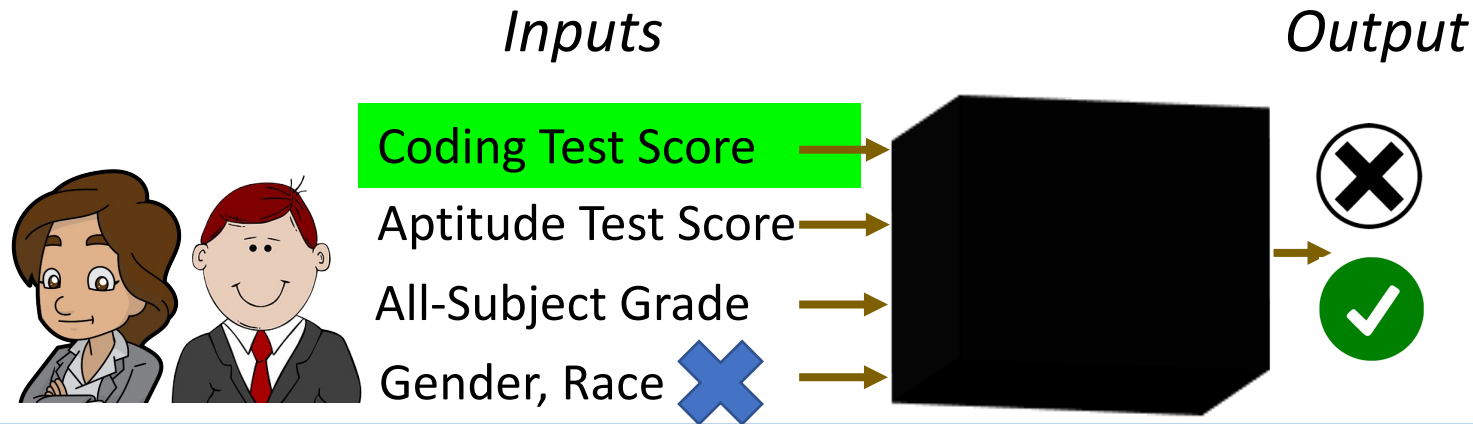 Inputs
Output
Coding Test Score
Aptitude Test Score
All-Subject Grade
Gender, Race